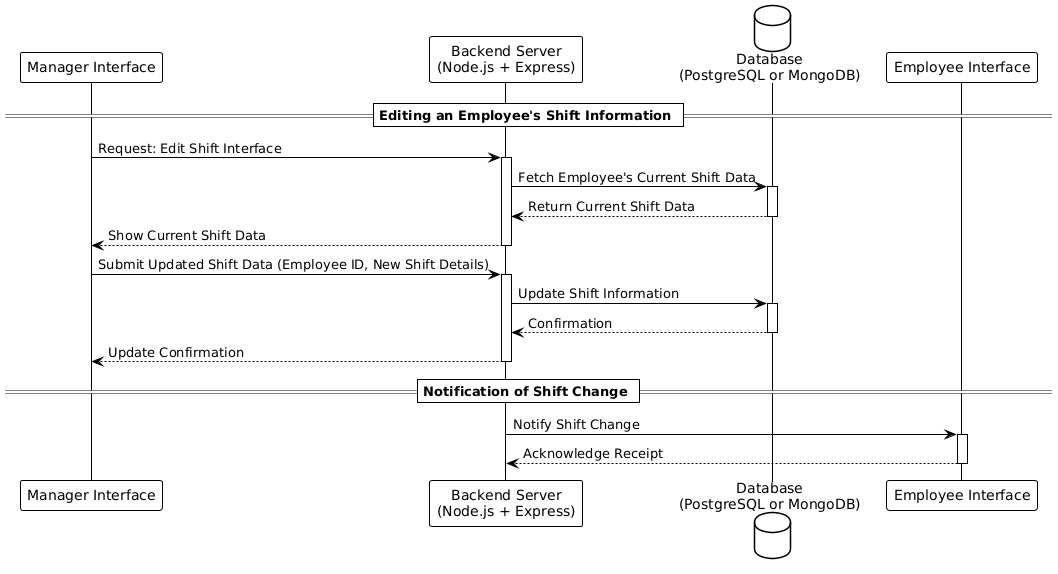 Manager Interface
Backend Server
(Node.js + Express)
Database
(PostgreSQL or MongoDB)
Employee Interface
Editing an Employee's Shift Information
Request: Edit Shift Interface
Fetch Employee's Current Shift Data
Return Current Shift Data
Show Current Shift Data
Submit Updated Shift Data (Employee ID, New Shift Details)
Update Shift Information
Confirmation
Update Confirmation
Notification of Shift Change
Notify Shift Change
Acknowledge Receipt
Manager Interface
Backend Server
(Node.js + Express)
Database
(PostgreSQL or MongoDB)
Employee Interface